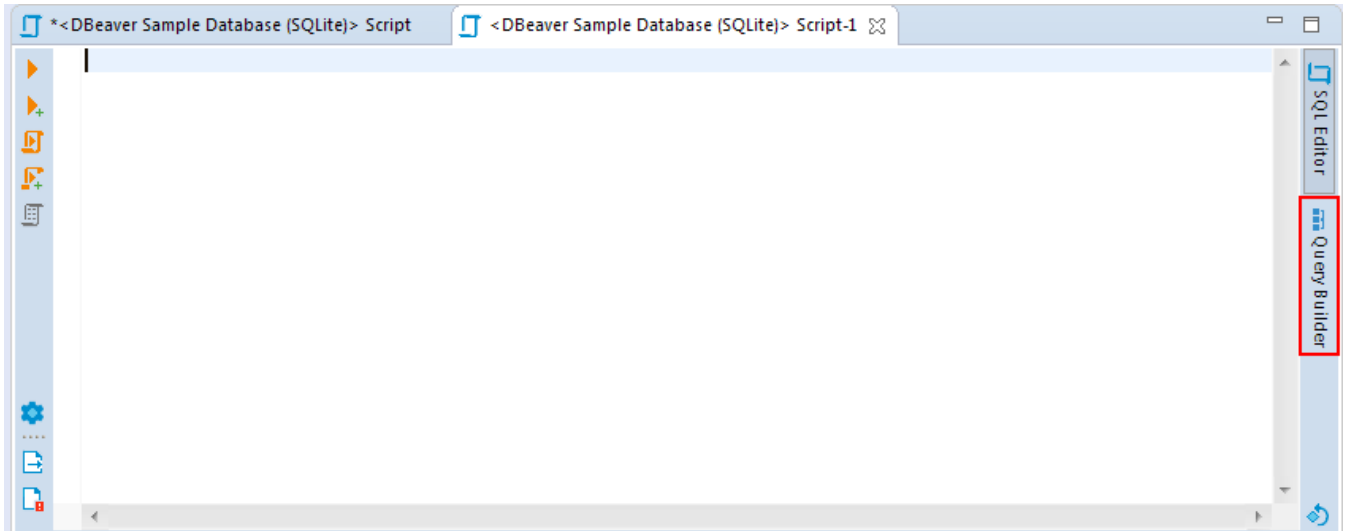 *<DBeaver Sample Database (SQLite)> Script
<DBeaver Sample Database (SQLite)> Script-1
SQL Editor
Query Builder